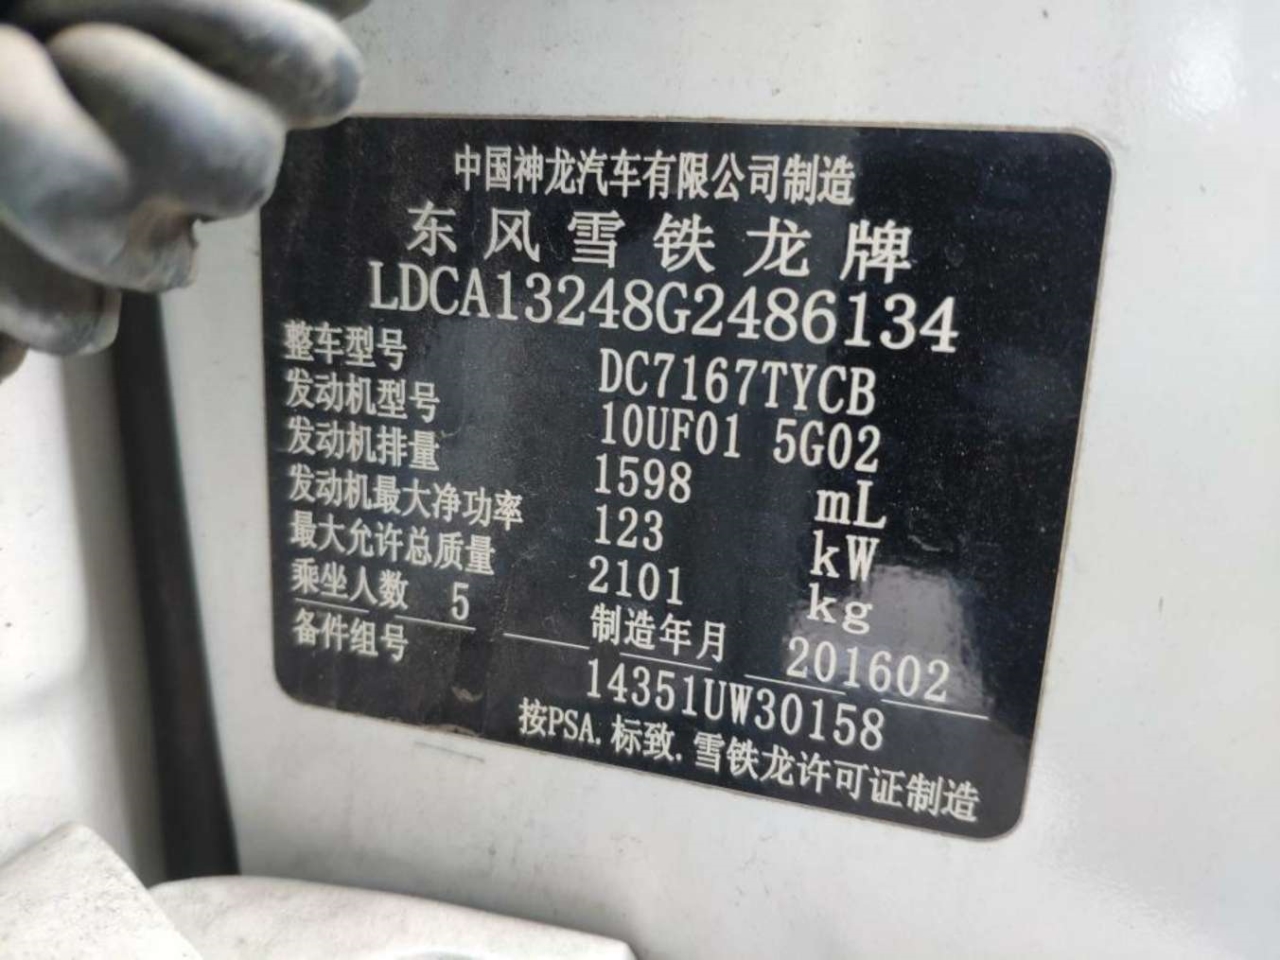 中国神龙汽车有限公司制造
东风雪铁龙牌
LDCA13248G2486134
整车型号 DC7167TYCB
发动机型号 10UF01 5G02
发动机排量 1598 mL
发动机最大净功率 123 kW
最大允许总质量 2101 kg
乘坐人数 5 制造年月 201602
备件组号 14351UW30158
按PSA.标致.雪铁龙许可证制造